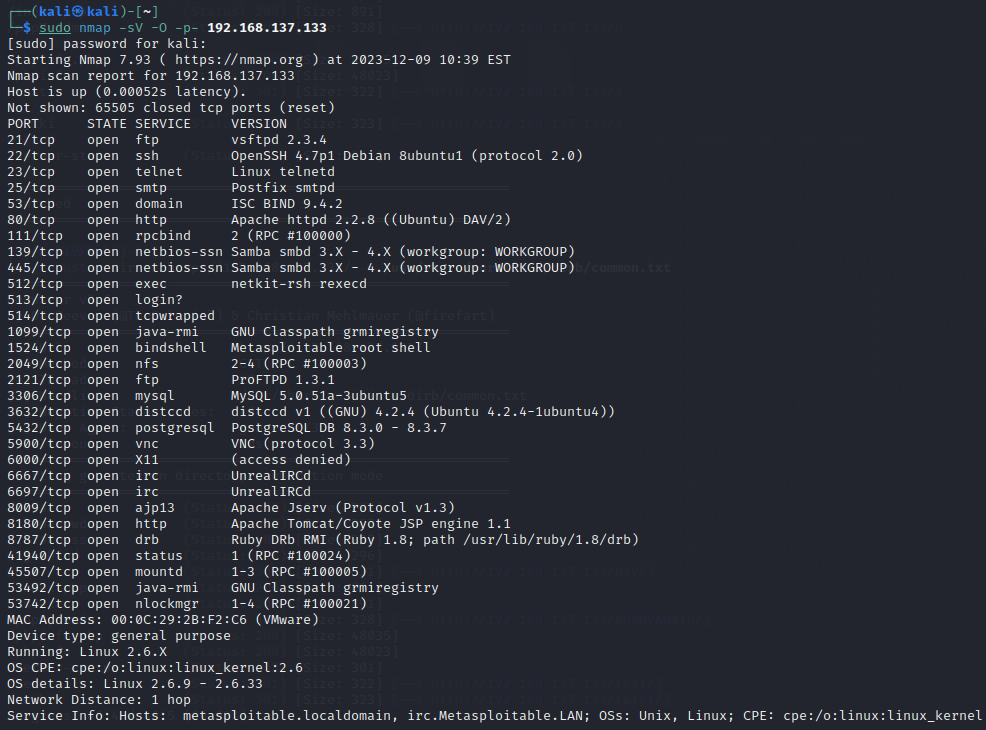 ┌──(kali㉿kali)-[~]
└─$ sudo nmap -sV -O -p- 192.168.137.133
[sudo] password for kali:
Starting Nmap 7.93 ( https://nmap.org ) at 2023-12-09 10:39 EST
Nmap scan report for 192.168.137.133
Host is up (0.00052s latency).
Not shown: 65505 closed tcp ports (reset)
PORT STATE SERVICE VERSION
21/tcp open ftp vsftpd 2.3.4
22/tcp open ssh OpenSSH 4.7p1 Debian 8ubuntu1 (protocol 2.0)
23/tcp open telnet Linux telnetd
25/tcp open smtp Postfix smtpd
53/tcp open domain ISC BIND 9.4.2
80/tcp open http Apache httpd 2.2.8 ((Ubuntu) DAV/2)
111/tcp open rpcbind 2 (RPC #100000)
139/tcp open netbios-ssn Samba smbd 3.X - 4.X (workgroup: WORKGROUP)
445/tcp open netbios-ssn Samba smbd 3.X - 4.X (workgroup: WORKGROUP)
512/tcp open exec netkit-rsh rexecd
513/tcp open login?
514/tcp open tcpwrapped
1099/tcp open java-rmi GNU Classpath grmiregistry
1524/tcp open bindshell Metasploitable root shell
2049/tcp open nfs 2-4 (RPC #100003)
2121/tcp open ftp ProFTPD 1.3.1
3306/tcp open mysql MySQL 5.0.51a-3ubuntu5
3632/tcp open distccd distccd v1 ((GNU) 4.2.4 (Ubuntu 4.2.4-1ubuntu4))
5432/tcp open postgresql PostgreSQL DB 8.3.0 - 8.3.7
5900/tcp open vnc VNC (protocol 3.3)
6000/tcp open X11 (access denied)
6667/tcp open irc UnrealIRCd
6697/tcp open irc UnrealIRCd
8009/tcp open ajp13 Apache Jserv (Protocol v1.3)
8180/tcp open http Apache Tomcat/Coyote JSP engine 1.1
8787/tcp open drb Ruby DRb RMI (Ruby 1.8; path /usr/lib/ruby/1.8/drb)
41940/tcp open status 1 (RPC #100024)
45507/tcp open mountd 1-3 (RPC #100005)
53492/tcp open java-rmi GNU Classpath grmiregistry
53742/tcp open nlockmgr 1-4 (RPC #100021)
MAC Address: 00:0C:29:2B:F2:C6 (VMware)
Device type: general purpose
Running: Linux 2.6.X
OS CPE: cpe:/o:linux:linux_kernel:2.6
OS details: Linux 2.6.9 - 2.6.33
Network Distance: 1 hop
Service Info: Hosts:  metasploitable.localdomain, irc.Metasploitable.LAN; OSs: Unix, Linux; CPE: cpe:/o:linux:linux_kernel